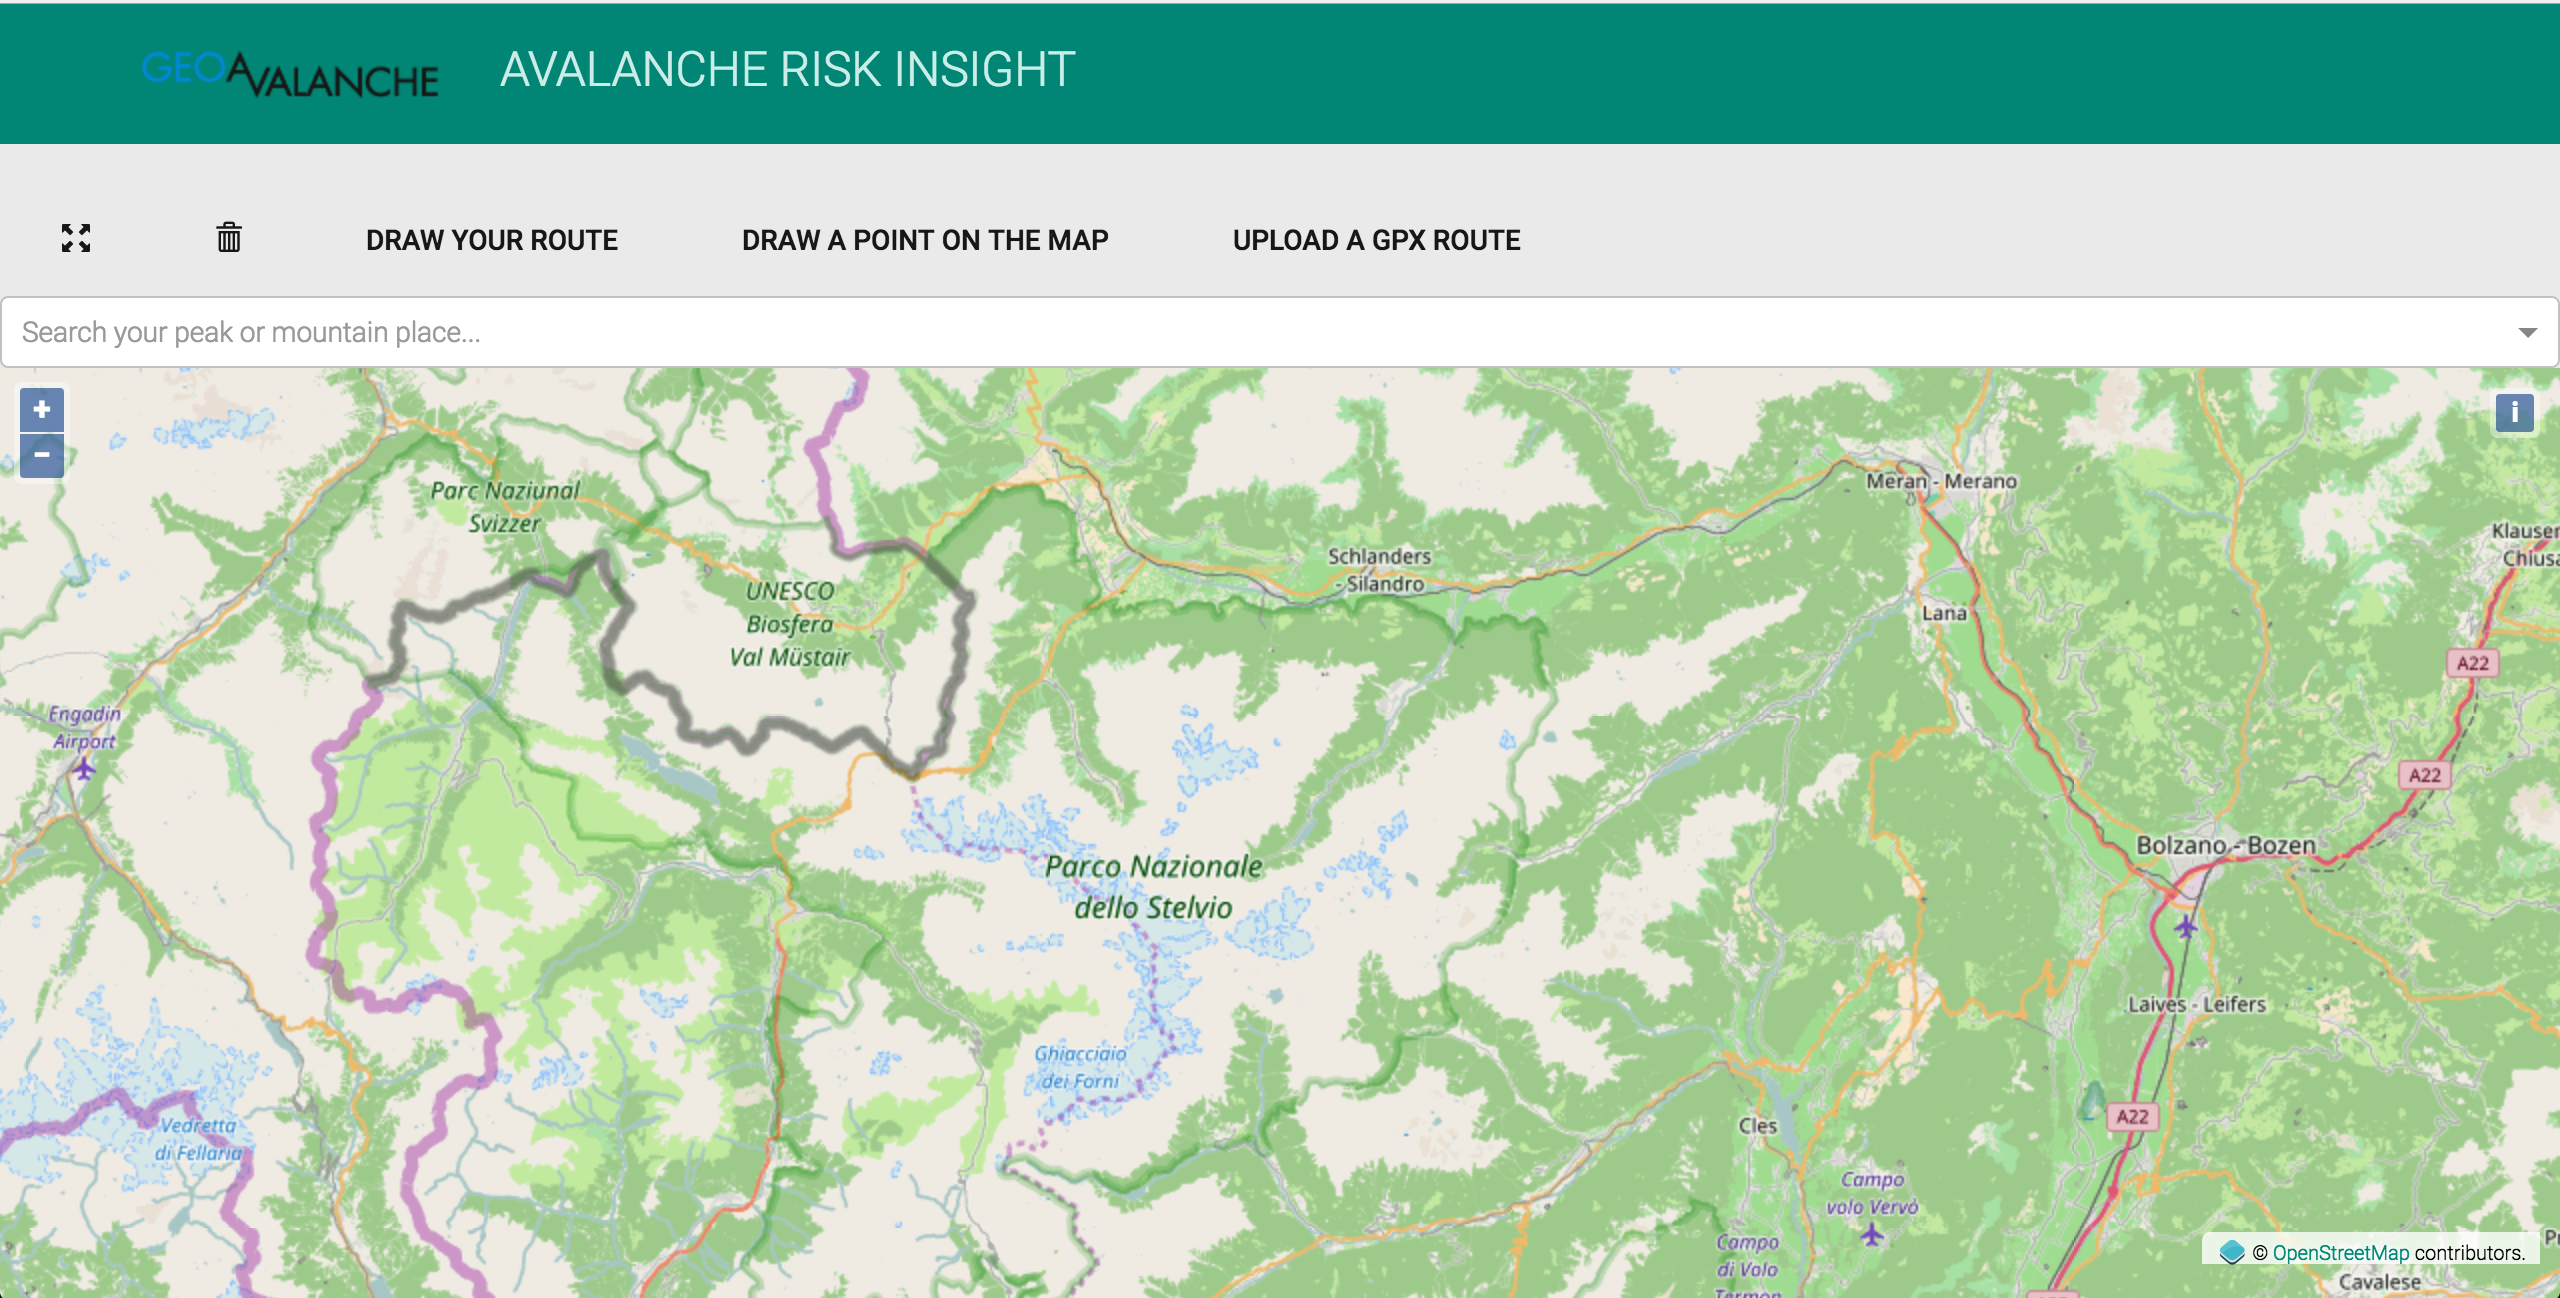 GEOAVALANCHE
AVALANCHE RISK INSIGHT
DRAW YOUR ROUTE
DRAW A POINT ON THE MAP
UPLOAD A GPX ROUTE
Search your peak or mountain place...
+
−
i
Parc Naziunal
Svizzer
Meran - Merano
Klausen
Schlanders
- Silandro
UNESCO
Biosfera
Val Müstair
Lana
A22
Engadin
Airport
A22
Bolzano - Bozen
Parco Nazionale
dello Stelvio
Laives - Leifers
Ghiacciaio
dei Forni
A22
Cles
Vedretta
di Fellaria
Campo
volo Vervò
Campo
di Volo
Termon
© OpenStreetMap contributors.
Cavalese